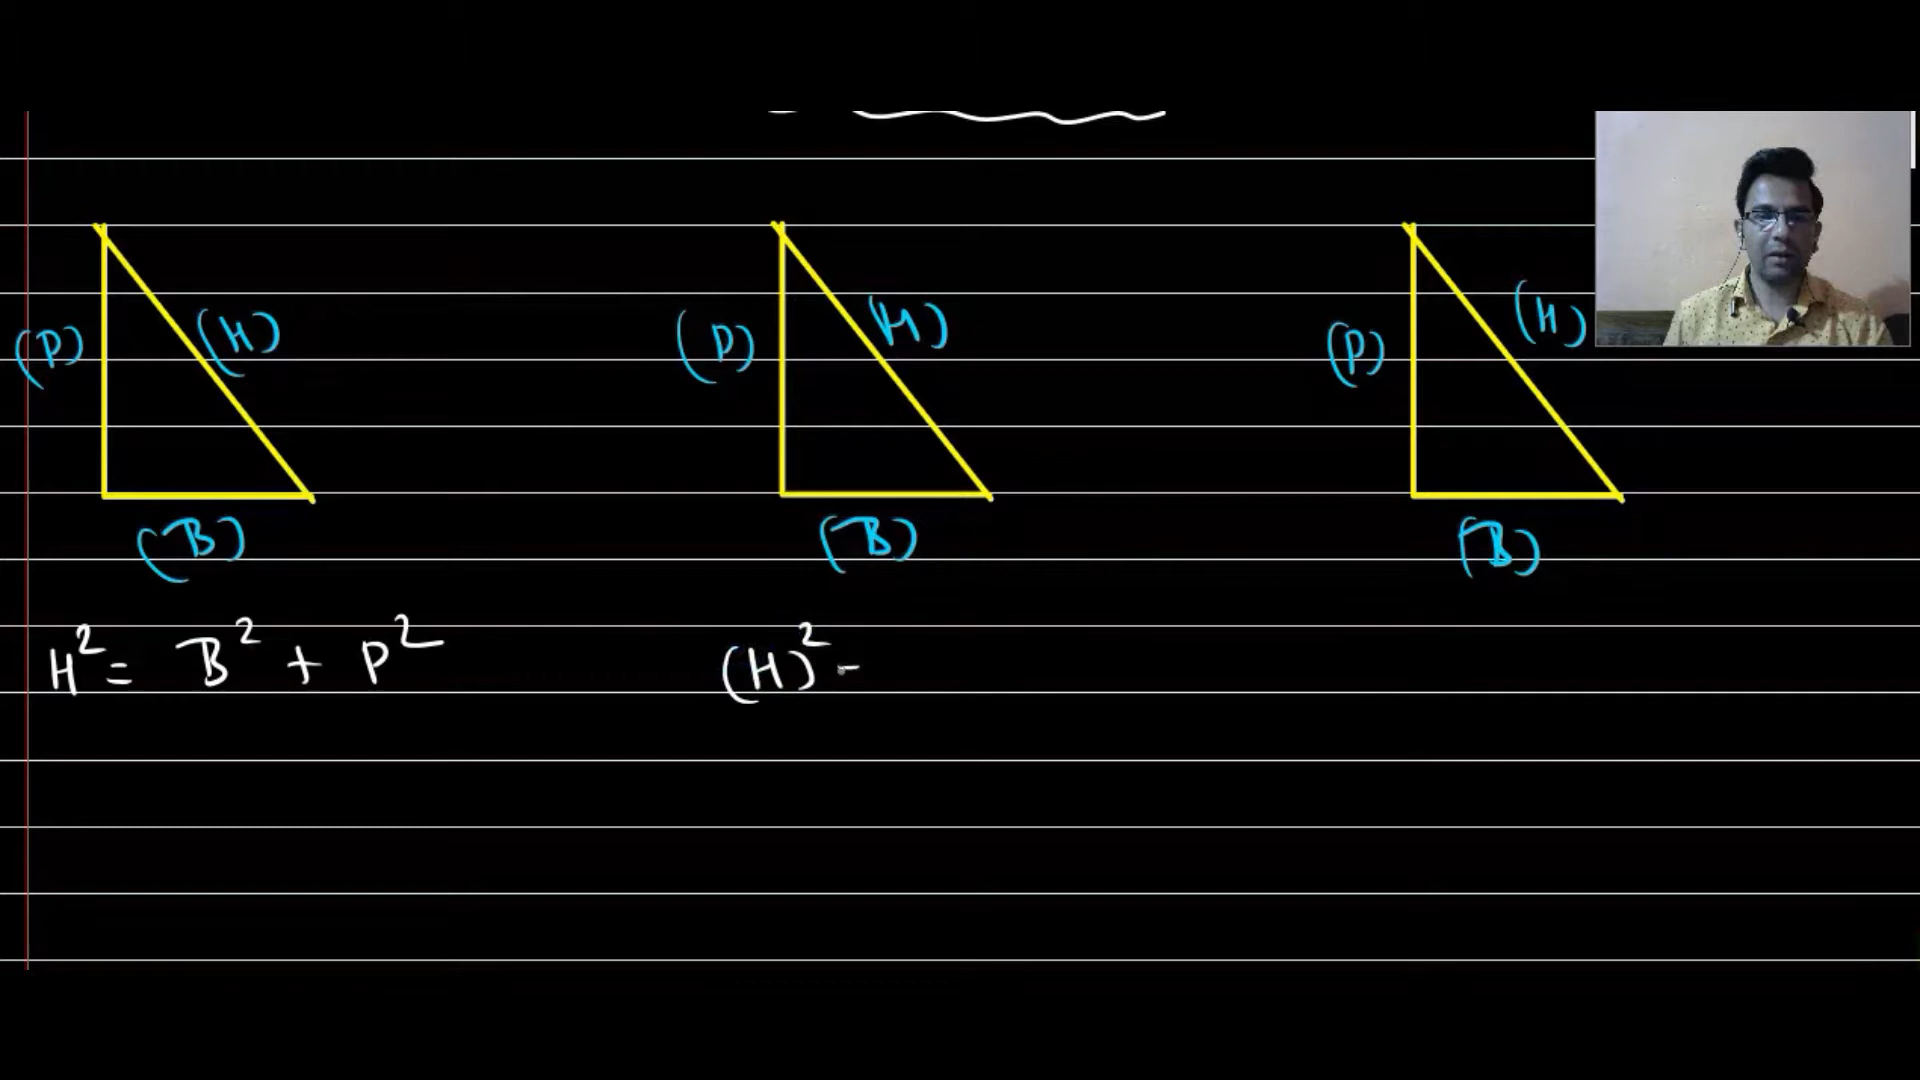 (P) (H) (P) (H) (P) (H)
(B) (B) (B)
H² = B² + P² (H)² -